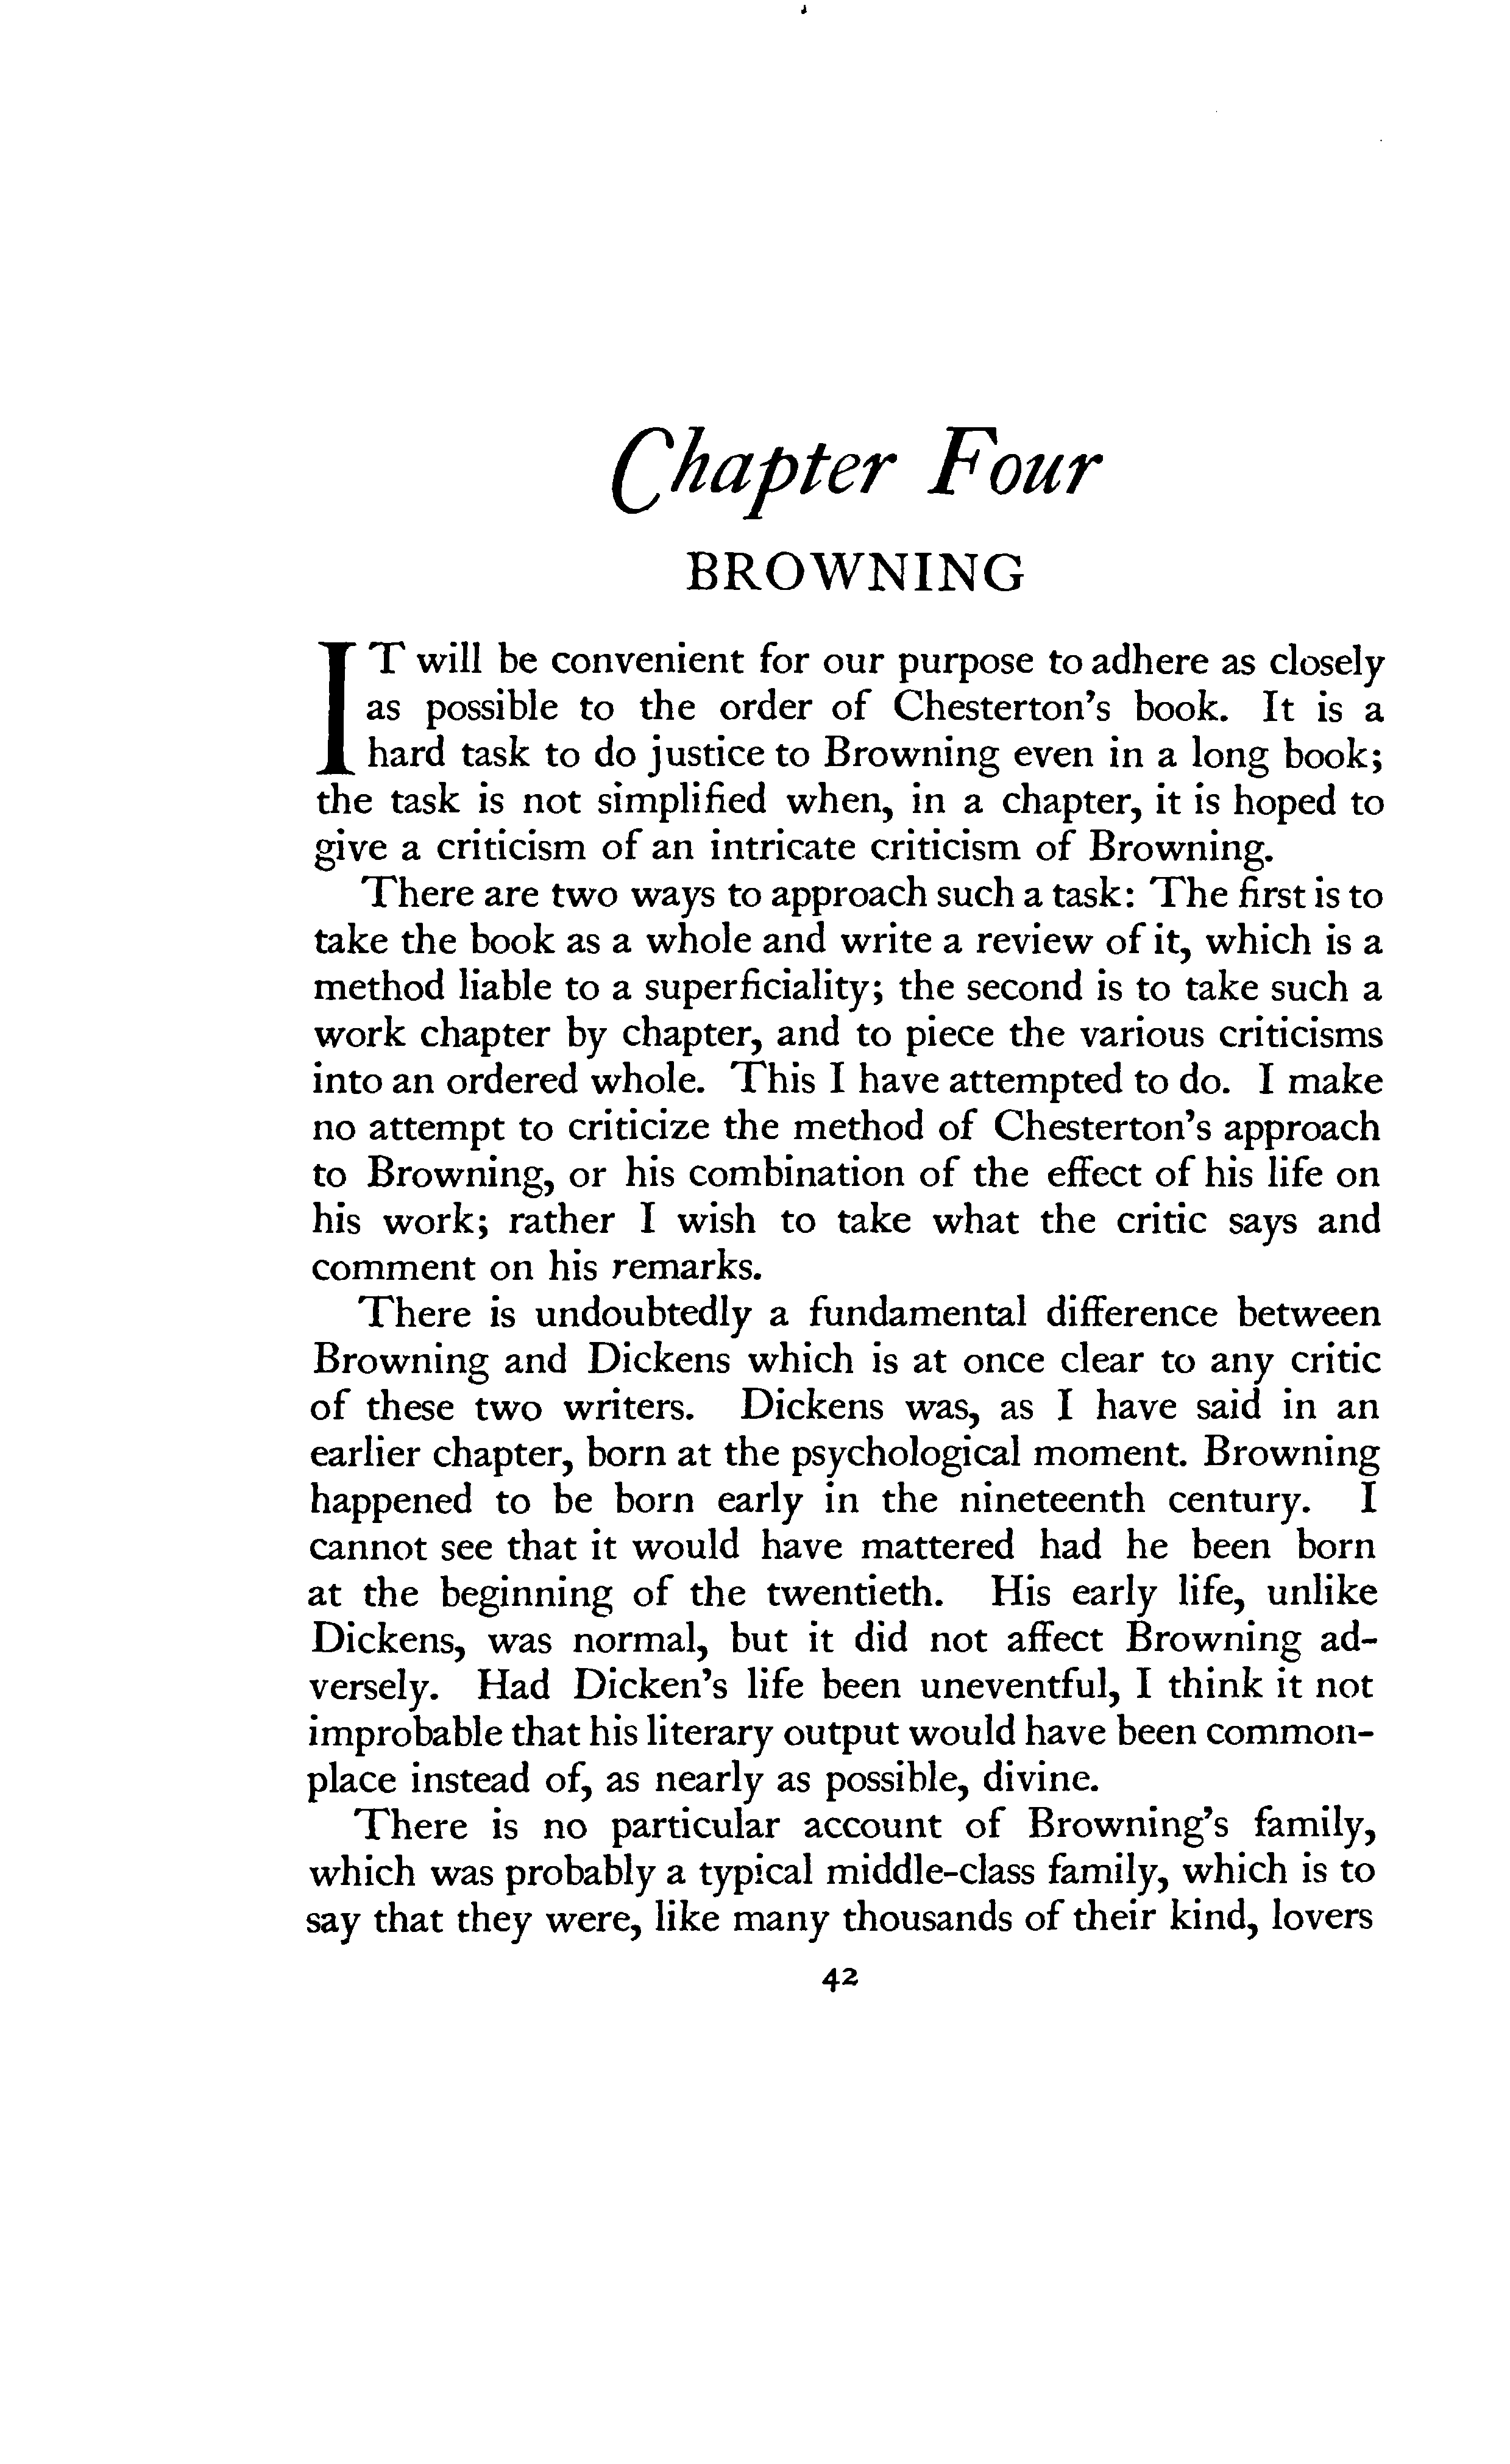 Chapter Four
BROWNING
IT will be convenient for our purpose to adhere as closely
as possible to the order of Chesterton's book. It is a
hard task to do justice to Browning even in a long book;
the task is not simplified when, in a chapter, it is hoped to
give a criticism of an intricate criticism of Browning.
There are two ways to approach such a task: The first is to
take the book as a whole and write a review of it, which is a
method liable to a superficiality; the second is to take such a
work chapter by chapter, and to piece the various criticisms
into an ordered whole. This I have attempted to do. I make
no attempt to criticize the method of Chesterton's approach
to Browning, or his combination of the effect of his life on
his work; rather I wish to take what the critic says and
comment on his remarks.
There is undoubtedly a fundamental difference between
Browning and Dickens which is at once clear to any critic
of these two writers. Dickens was, as I have said in an
earlier chapter, born at the psychological moment. Browning
happened to be born early in the nineteenth century. I
cannot see that it would have mattered had he been born
at the beginning of the twentieth. His early life, unlike
Dickens, was normal, but it did not affect Browning ad-
versely. Had Dicken's life been uneventful, I think it not
improbable that his literary output would have been common-
place instead of, as nearly as possible, divine.
There is no particular account of Browning's family,
which was probably a typical middle-class family, which is to
say that they were, like many thousands of their kind, lovers
42